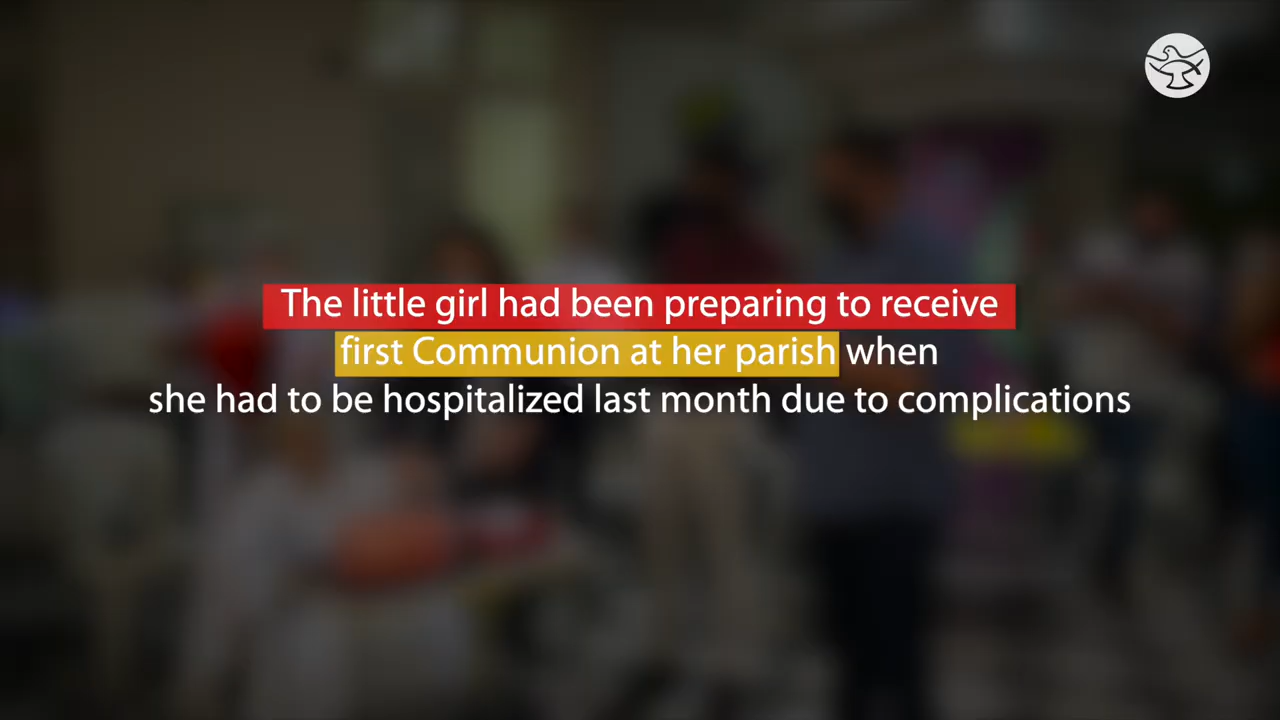 The little girl had been preparing to receive
first Communion at her parish when
she had to be hospitalized last month due to complications